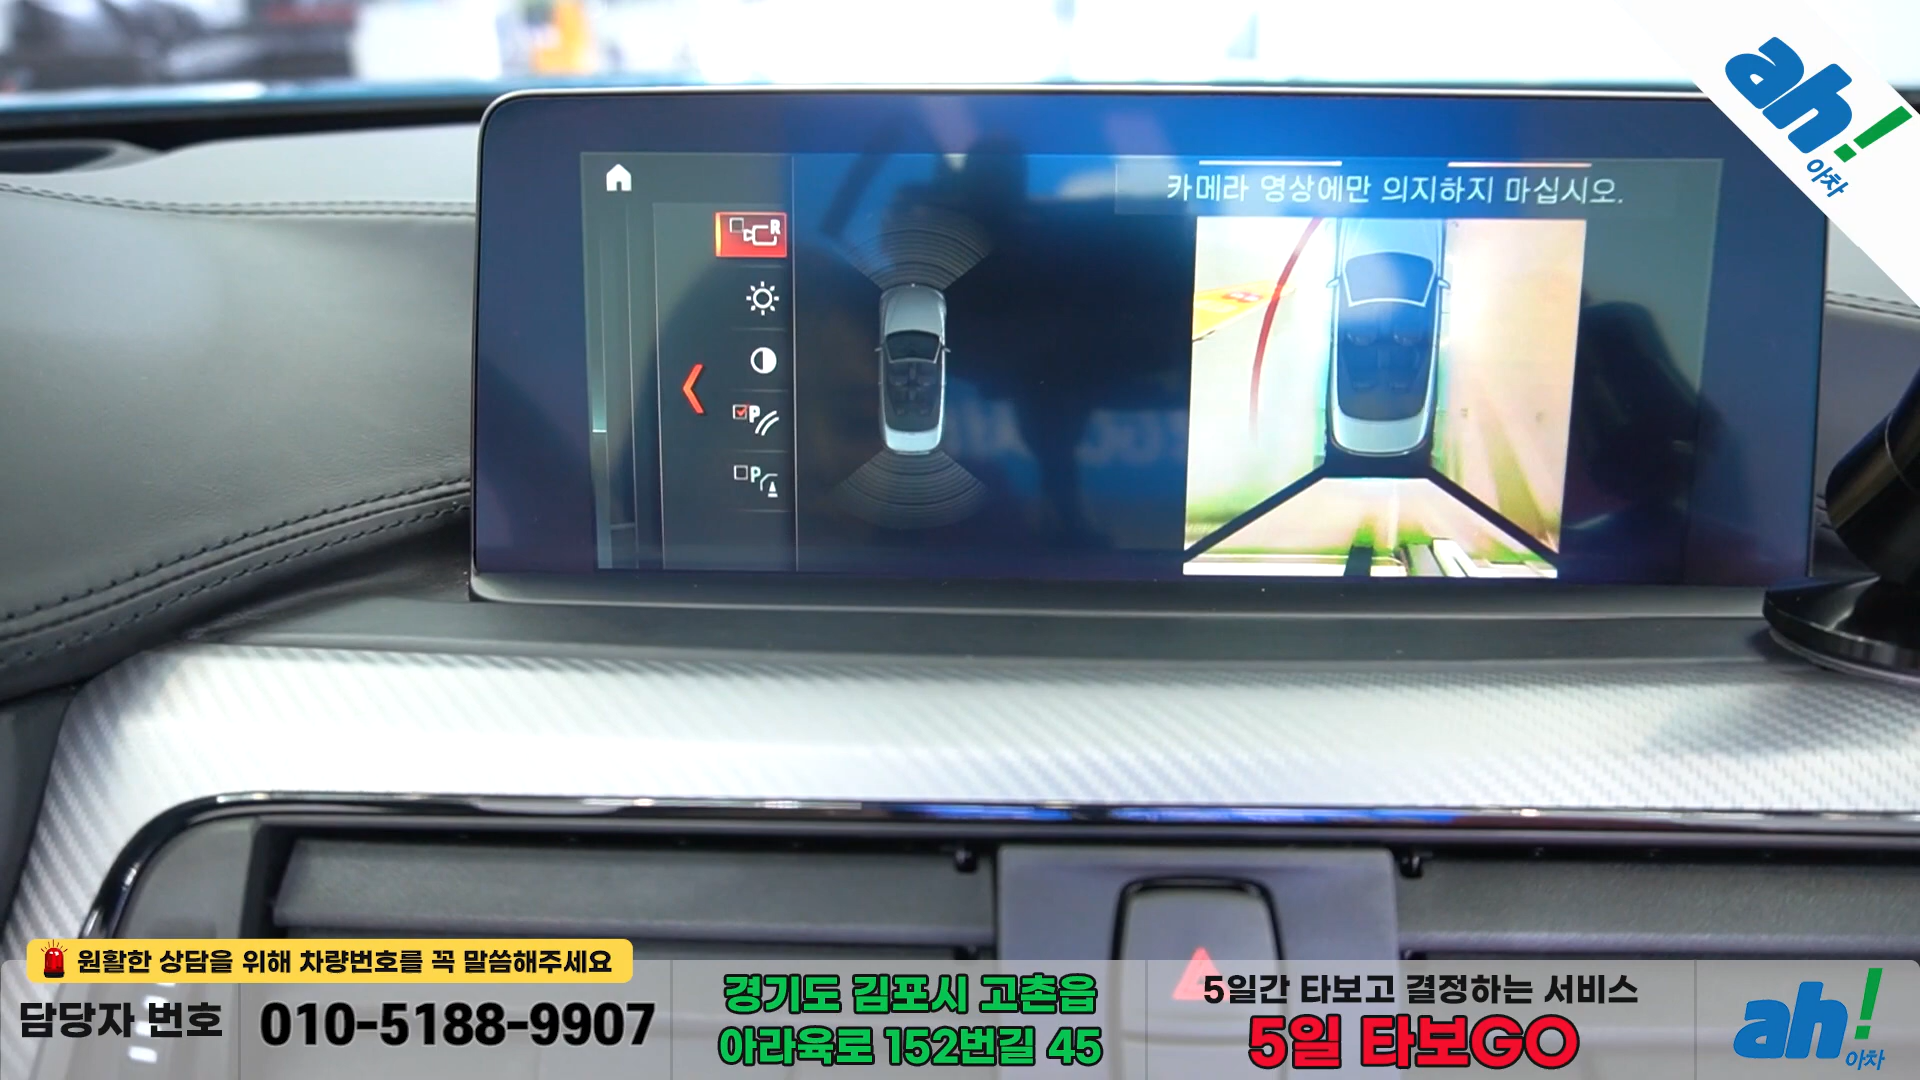 ah!
아차
카메라 영상에만 의지하지 마십시오.
R
P
P
원활한 상담을 위해 차량번호를 꼭 말씀해주세요
담당자 번호
010-5188-9907
경기도 김포시 고촌읍
아라육로 152번길 45
5일간 타보고 결정하는 서비스
5일 타보GO
ah!
아차